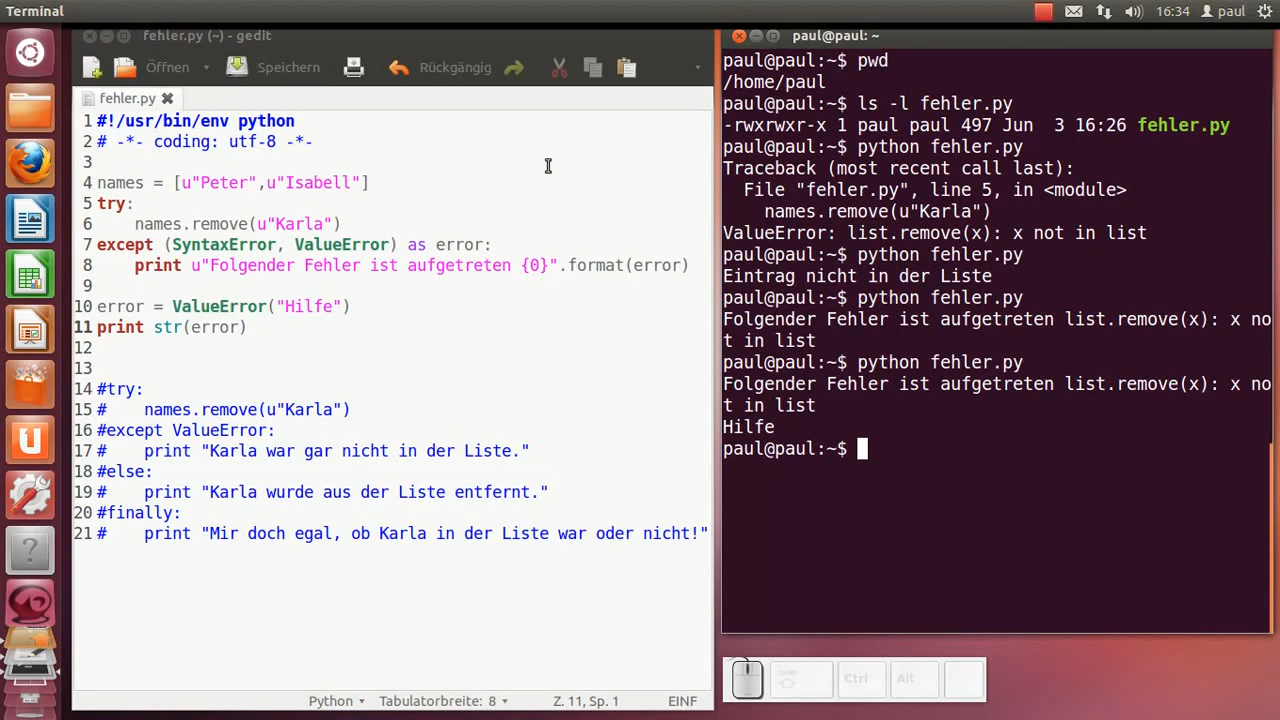 Terminal
16:34
paul
fehler.py (~) - gedit
Öffnen
Speichern
Rückgängig
fehler.py
1 #!/usr/bin/env python
2 # -*- coding: utf-8 -*-
3
4 names = [u"Peter",u"Isabell"]
5 try:
6     names.remove(u"Karla")
7 except (SyntaxError, ValueError) as error:
8     print u"Folgender Fehler ist aufgetreten {0}".format(error)
9
10 error = ValueError("Hilfe")
11 print str(error)
12
13
14 #try:
15 #    names.remove(u"Karla")
16 #except ValueError:
17 #    print "Karla war gar nicht in der Liste."
18 #else:
19 #    print "Karla wurde aus der Liste entfernt."
20 #finally:
21 #    print "Mir doch egal, ob Karla in der Liste war oder nicht!"
Python
Tabulatorbreite: 8
Z. 11, Sp. 1
EINF
paul@paul: ~
paul@paul:~$ pwd
/home/paul
paul@paul:~$ ls -l fehler.py
-rwxrwxr-x 1 paul paul 497 Jun  3 16:26 fehler.py
paul@paul:~$ python fehler.py
Traceback (most recent call last):
  File "fehler.py", line 5, in <module>
    names.remove(u"Karla")
ValueError: list.remove(x): x not in list
paul@paul:~$ python fehler.py
Eintrag nicht in der Liste
paul@paul:~$ python fehler.py
Folgender Fehler ist aufgetreten list.remove(x): x no
t in list
paul@paul:~$ python fehler.py
Folgender Fehler ist aufgetreten list.remove(x): x no
t in list
Hilfe
paul@paul:~$
Ctrl
Alt